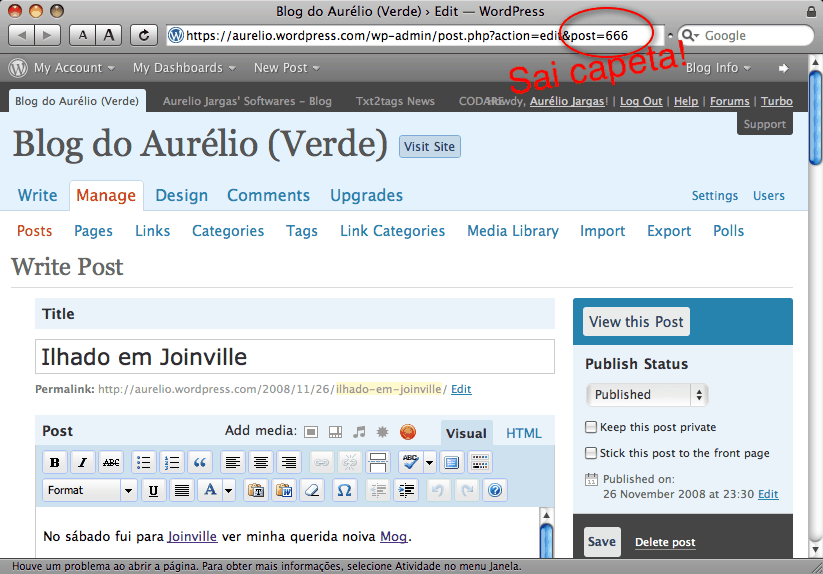 Blog do Aurélio (Verde) › Edit — WordPress
A A C https://aurelio.wordpress.com/wp-admin/post.php?action=edit&post=666 Google
Sai capeta!
My Account My Dashboards New Post Blog Info
Blog do Aurélio (Verde) Aurelio Jargas' Softwares - Blog Txt2tags News Howdy, Aurélio Jargas! | Log Out | Help | Forums | Turbo
Support
Blog do Aurélio (Verde) Visit Site
Write Manage Design Comments Upgrades Settings Users
Posts Pages Links Categories Tags Link Categories Media Library Import Export Polls
Write Post
Title
Ilhado em Joinville
Permalink: http://aurelio.wordpress.com/2008/11/26/ilhado-em-joinville/ Edit
Post Add media: Visual HTML
B I ABC ABC
Format U A T W Ω ?
No sábado fui para Joinville ver minha querida noiva Mog.
View this Post
Publish Status
Published
Keep this post private
Stick this post to the front page
Published on:
26 November 2008 at 23:30 Edit
Save Delete post
Houve um problema ao abrir a página. Para obter mais informações, selecione Atividade no menu Janela.